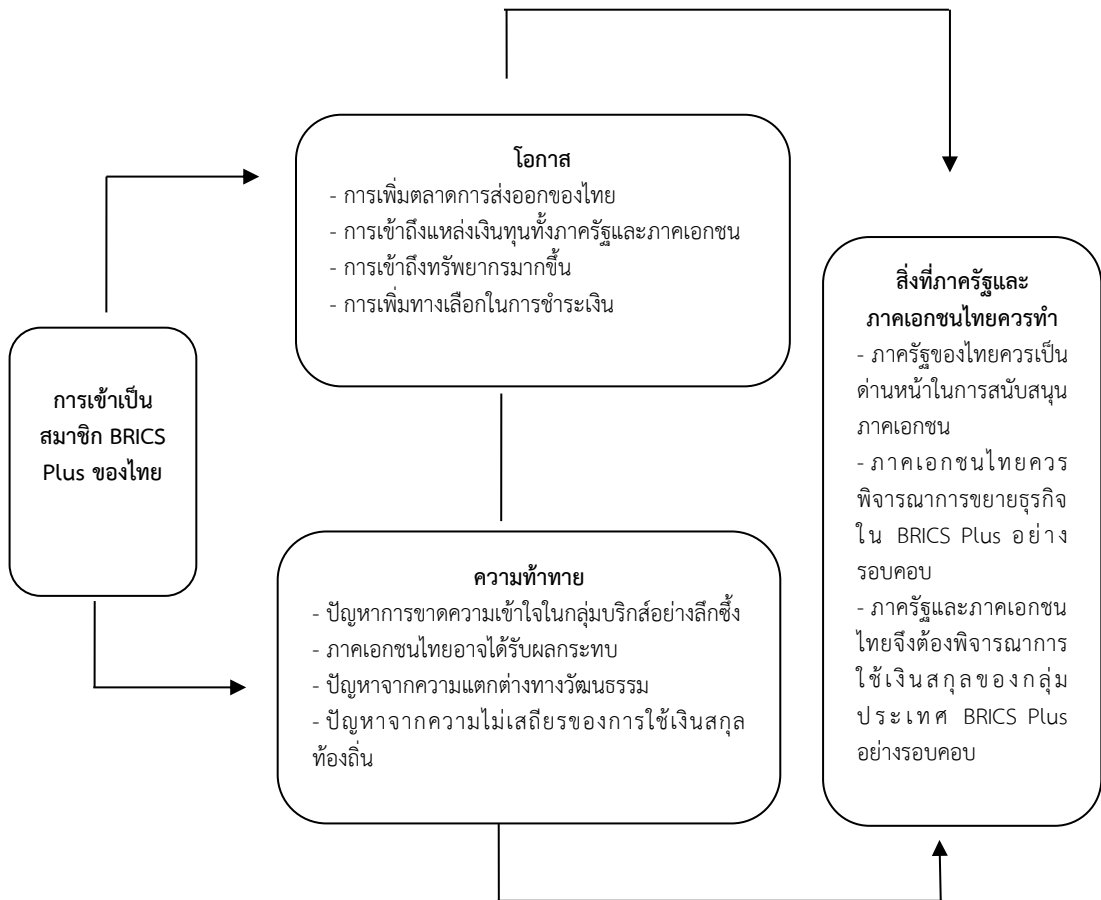 การเข้าเป็น
สมาชิก BRICS
Plus ของไทย
โอกาส
- การเพิ่มตลาดการส่งออกของไทย
- การเข้าถึงแหล่งเงินทุนทั้งภาครัฐและภาคเอกชน
- การเข้าถึงทรัพยากรมากขึ้น
- การเพิ่มทางเลือกในการชำระเงิน
ความท้าทาย
- ปัญหาการขาดความเข้าใจในกลุ่มบริกส์อย่างลึกซึ้ง
- ภาคเอกชนไทยอาจได้รับผลกระทบ
- ปัญหาจากความแตกต่างทางวัฒนธรรม
- ปัญหาจากความไม่เสถียรของการใช้เงินสกุล
ท้องถิ่น
สิ่งที่ภาครัฐและ
ภาคเอกชนไทยควรทำ
- ภาครัฐของไทยควรเป็น
ด่านหน้าในการสนับสนุน
ภาคเอกชน
- ภาคเอกชนไทยควร
พิจารณาการขยายธุรกิจ
ใน BRICS Plus อย่าง
รอบคอบ
- ภาครัฐและภาคเอกชน
ไทยจึงต้องพิจารณาการ
ใช้เงินสกุลของกลุ่ม
ประเทศ BRICS Plus
อย่างรอบคอบ